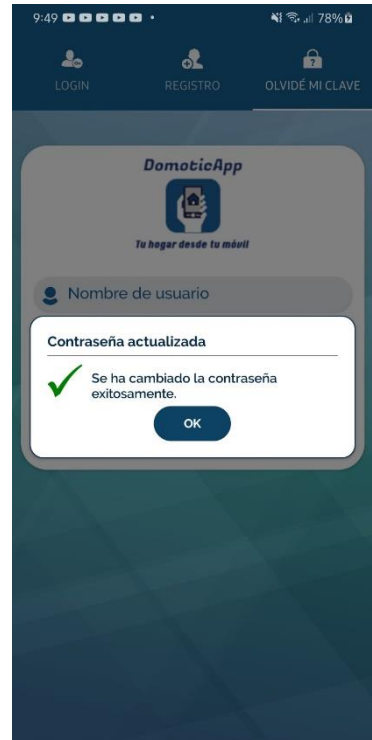 9:49
78%
LOGIN
REGISTRO
OLVIDÉ MI CLAVE
DomoticApp
Tu hogar desde tu móvil
Nombre de usuario
Contraseña actualizada
Se ha cambiado la contraseña
exitosamente.
OK